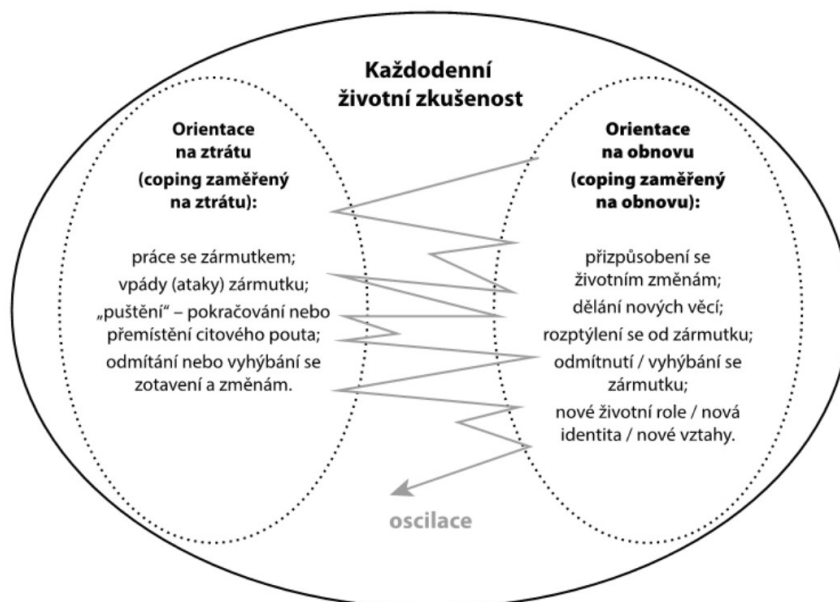 Každodenní
životní zkušenost
Orientace
na ztrátu
(coping zaměřený
na ztrátu):
práce se zármutkem;
vpády (ataky) zármutku;
„puštění“ – pokračování nebo
přemístění citového pouta;
odmítání nebo vyhýbání se
zotavení a změnám.
Orientace
na obnovu
(coping zaměřený
na obnovu):
přizpůsobení se
životním změnám;
dělání nových věcí;
rozptýlení se od zármutku;
odmítnutí / vyhýbání se
zármutku;
nové životní role / nová
identita / nové vztahy.
oscilace